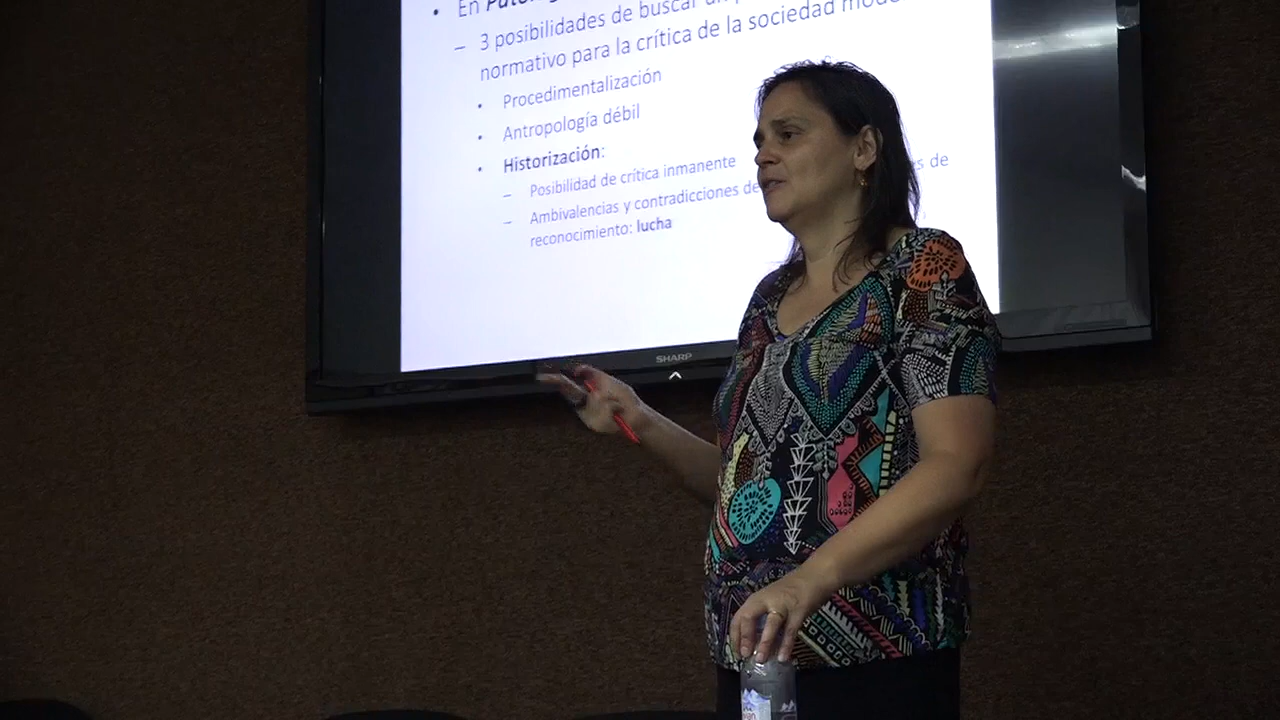 • En
– 3 posibilidades de buscar un
normativo para la crítica de la sociedad
• Procedimentalización
• Antropología débil
• Historización:
– Posibilidad de crítica inmanente
– Ambivalencias y contradicciones de de
reconocimiento: lucha
SHARP